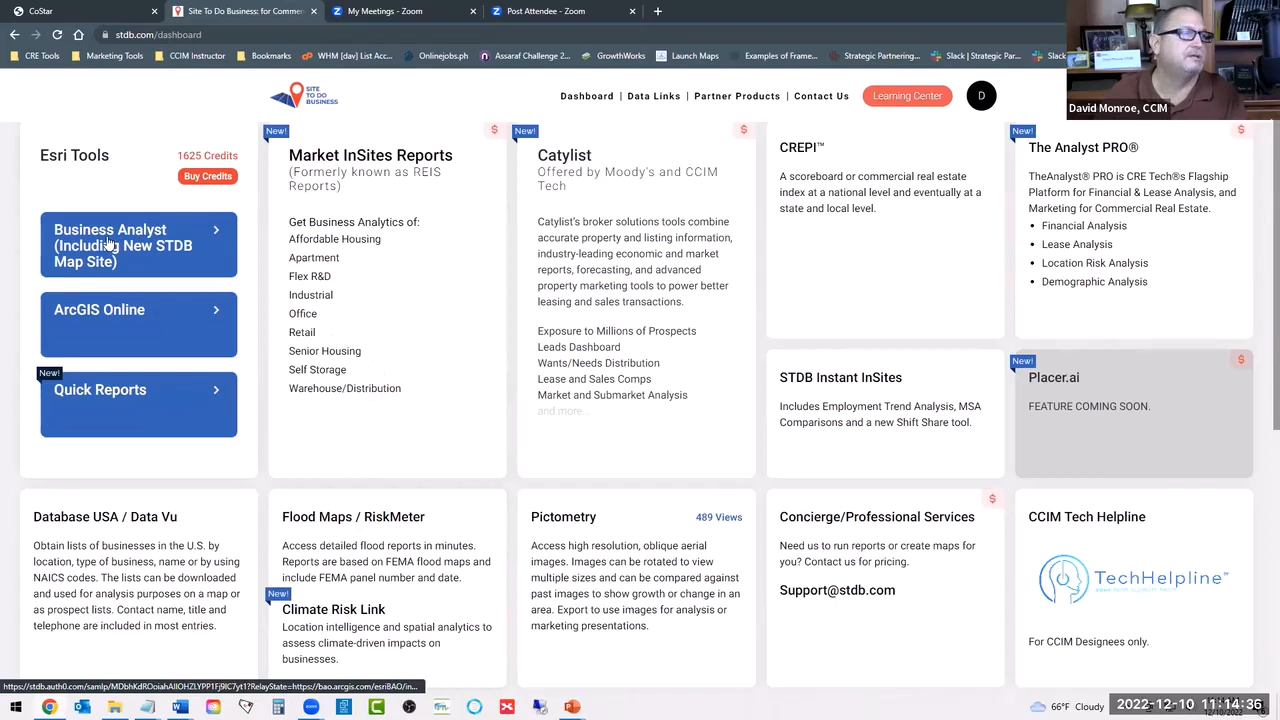 CoStar
Site To Do Business: for Commer
My Meetings - Zoom
Post Attendee - Zoom
stdb.com/dashboard
CRE Tools
Marketing Tools
CCIM Instructor
Bookmarks
WHM [dav] List Acc...
Onlinejobs.ph
Assaraf Challenge 2...
GrowthWorks
Launch Maps
Examples of Frame...
Strategic Partnering...
Slack | Strategic Par...
Slack
David Monroe, CCIM
SITE
TO DO
BUSINESS
Dashboard | Data Links | Partner Products | Contact Us
Learning Center
D
Esri Tools
1625 Credits
Buy Credits
Business Analyst
(Including New STDB
Map Site)
ArcGIS Online
New!
Quick Reports
New!
$
Market InSites Reports
(Formerly known as REIS
Reports)
Get Business Analytics of:
Affordable Housing
Apartment
Flex R&D
Industrial
Office
Retail
Senior Housing
Self Storage
Warehouse/Distribution
New!
$
Catylist
Offered by Moody's and CCIM
Tech
Catylist's broker solutions tools combine
accurate property and listing information,
industry-leading economic and market
reports, forecasting, and advanced
property marketing tools to power better
leasing and sales transactions.
Exposure to Millions of Prospects
Leads Dashboard
Wants/Needs Distribution
Lease and Sales Comps
Market and Submarket Analysis
and more...
CREPI™
A scoreboard or commercial real estate
index at a national level and eventually at a
state and local level.
New!
$
The Analyst PRO®
TheAnalyst® PRO is CRE Tech®s Flagship
Platform for Financial & Lease Analysis, and
Marketing for Commercial Real Estate.
• Financial Analysis
• Lease Analysis
• Location Risk Analysis
• Demographic Analysis
STDB Instant InSites
Includes Employment Trend Analysis, MSA
Comparisons and a new Shift Share tool.
New!
$
Placer.ai
FEATURE COMING SOON.
Database USA / Data Vu
Obtain lists of businesses in the U.S. by
location, type of business, name or by using
NAICS codes. The lists can be downloaded
and used for analysis purposes on a map or
as prospect lists. Contact name, title and
telephone are included in most entries.
Flood Maps / RiskMeter
Access detailed flood reports in minutes.
Reports are based on FEMA flood maps and
include FEMA panel number and date.
New!
Climate Risk Link
Location intelligence and spatial analytics to
assess climate-driven impacts on
businesses.
Pictometry
489 Views
Access high resolution, oblique aerial
images. Images can be rotated to view
multiple sizes and can be compared against
past images to show growth or change in an
area. Export to use images for analysis or
marketing presentations.
$
Concierge/Professional Services
Need us to run reports or create maps for
you? Contact us for pricing.
Support@stdb.com
CCIM Tech Helpline
TechHelpline™
For CCIM Designees only.
66°F Cloudy
2022-12-10 11:14:36